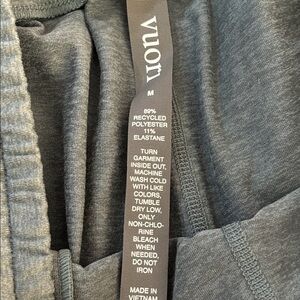 vuori
M
89%
RECYCLED
POLYESTER
11%
ELASTANE
TURN
GARMENT
INSIDE OUT,
MACHINE
WASH COLD
WITH LIKE
COLORS,
TUMBLE
DRY LOW,
ONLY
NON-CHLO-
RINE
BLEACH
WHEN
NEEDED,
DO NOT
IRON
MADE IN
VIETNAM